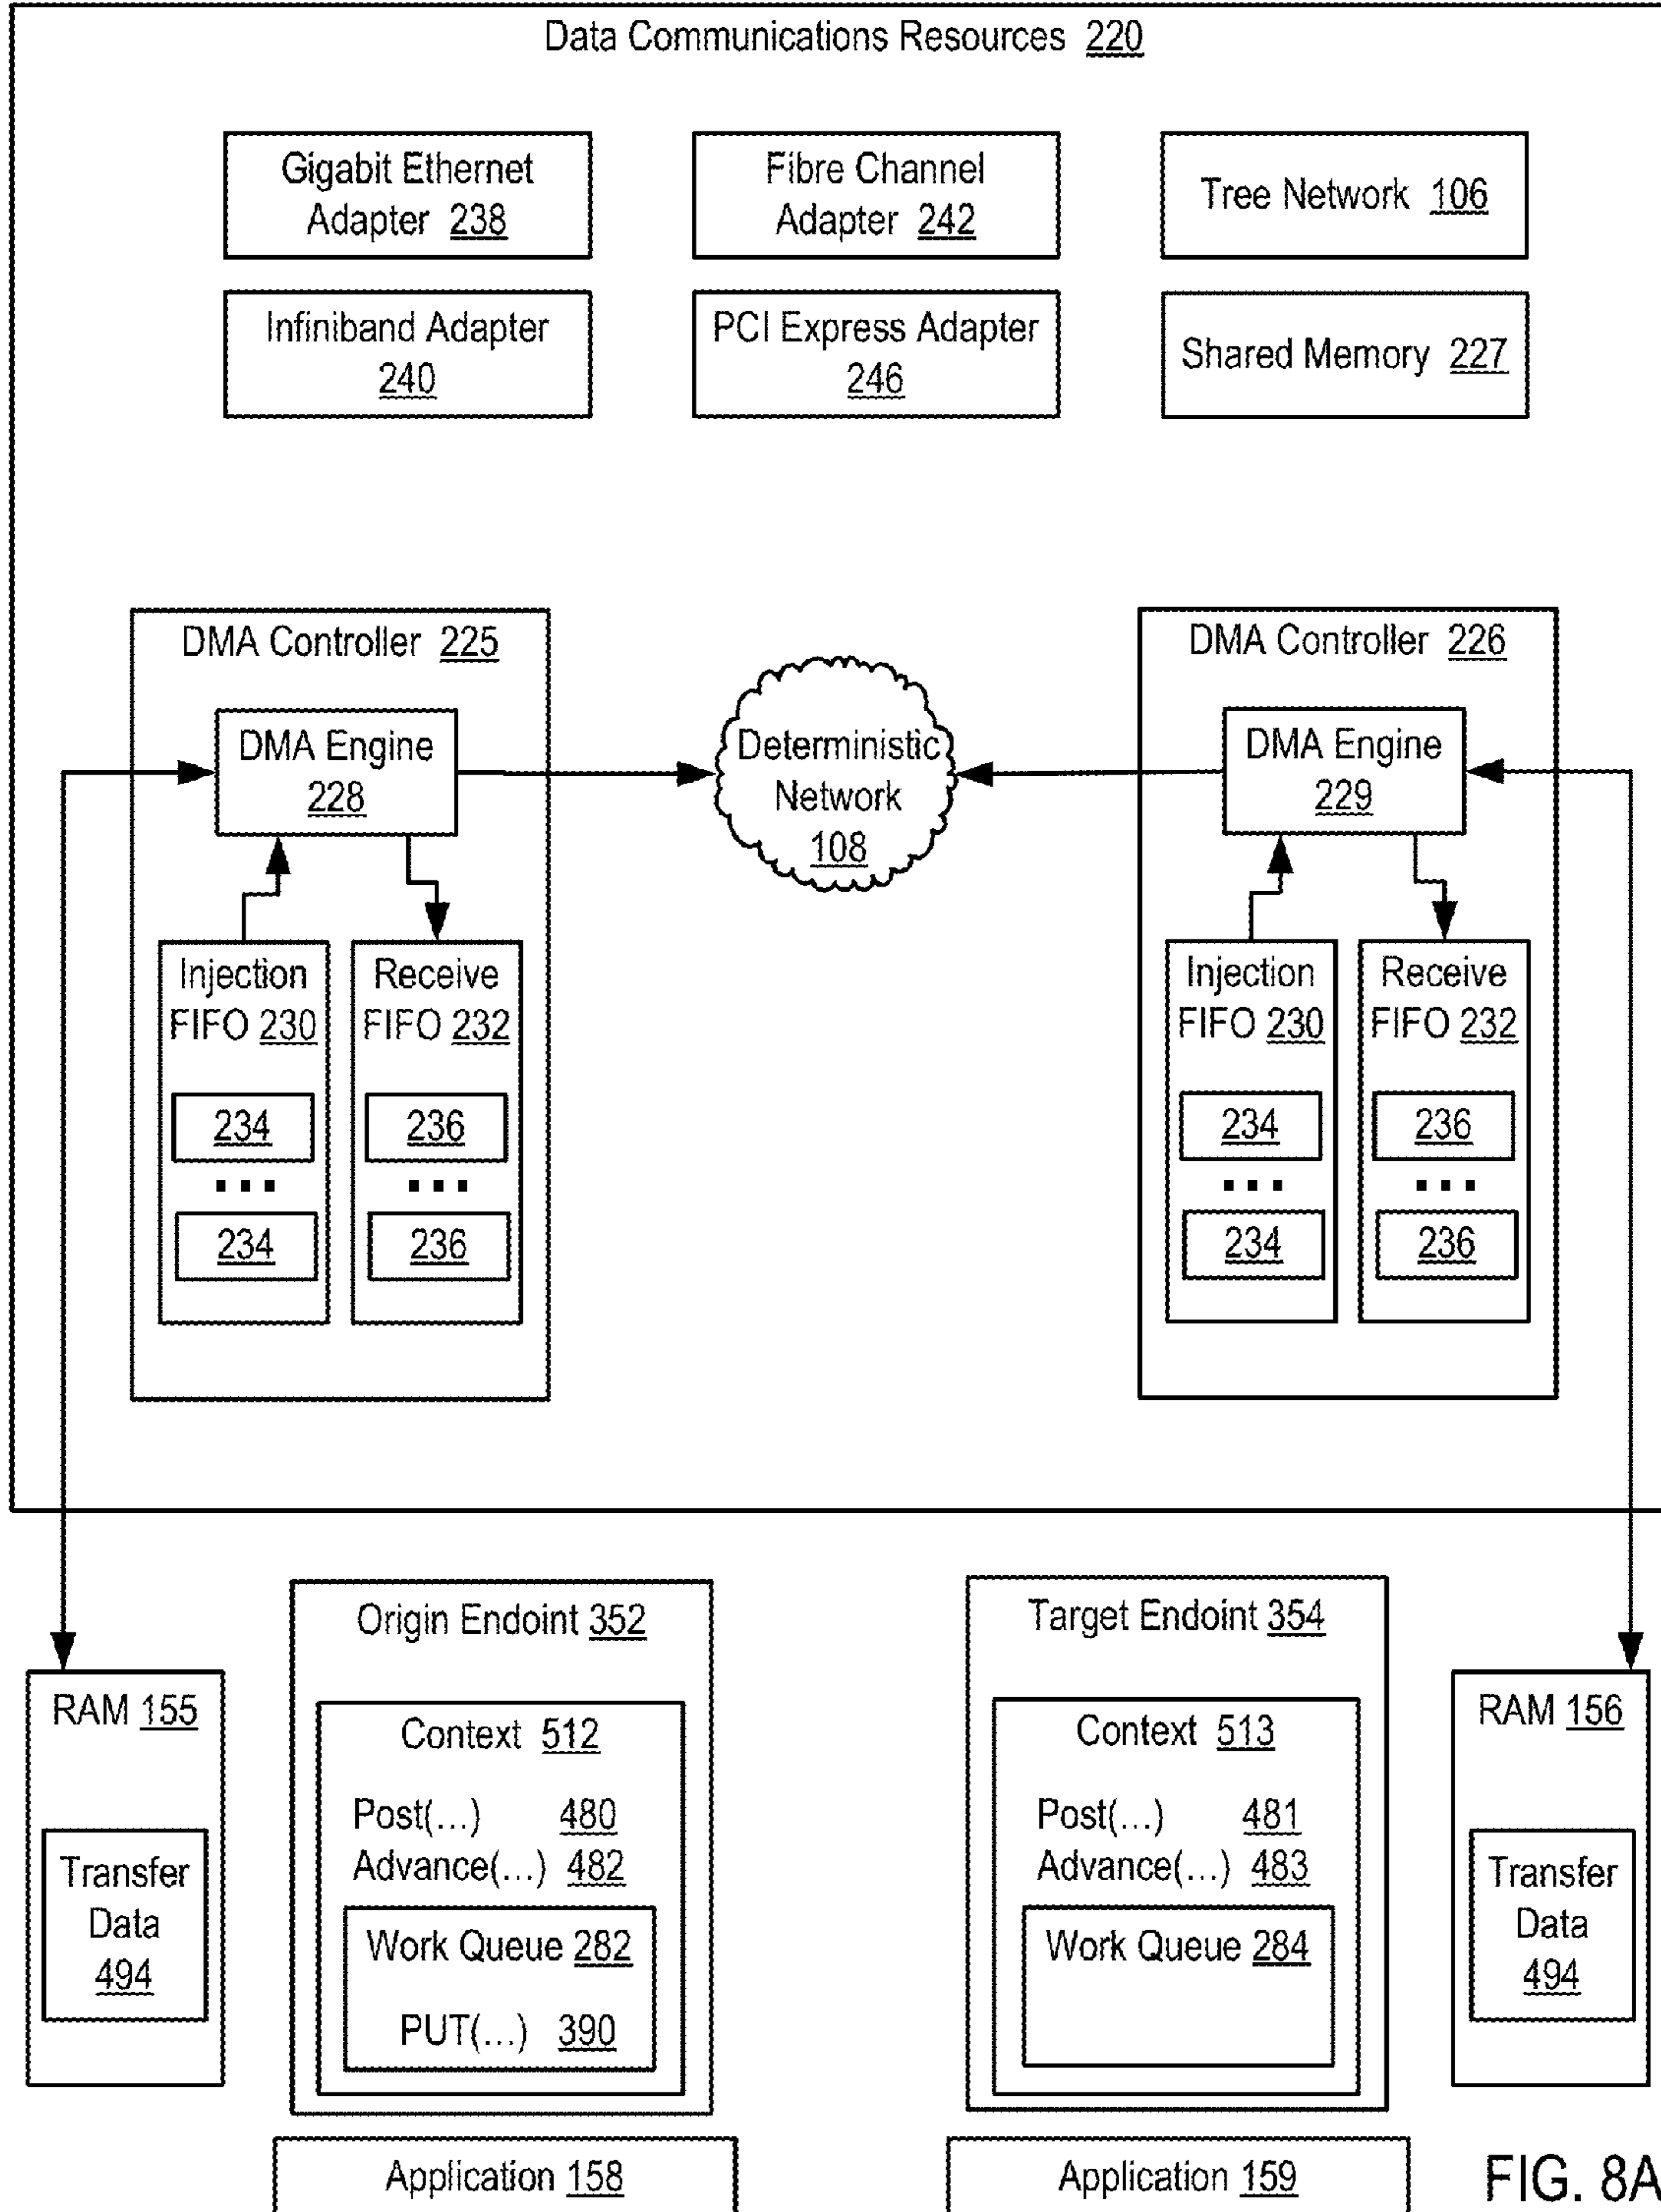 Data Communications Resources 220
Gigabit Ethernet
Adapter 238
Fibre Channel
Adapter 242
Tree Network 106
Infiniband Adapter
240
PCI Express Adapter
246
Shared Memory 227
DMA Controller 225
DMA Engine
228
Injection
FIFO 230
234
...
234
Receive
FIFO 232
236
...
236
Deterministic
Network
108
DMA Controller 226
DMA Engine
229
Injection
FIFO 230
234
...
234
Receive
FIFO 232
236
...
236
RAM 155
Transfer
Data
494
Origin Endoint 352
Context 512
Post(...) 480
Advance(...) 482
Work Queue 282
PUT(...) 390
Target Endoint 354
Context 513
Post(...) 481
Advance(...) 483
Work Queue 284
RAM 156
Transfer
Data
494
Application 158
Application 159
FIG. 8A